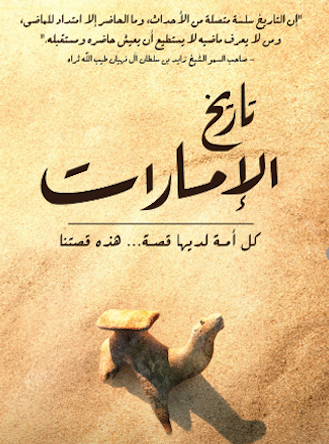 "إن التاريخ سلسة متصلة من الأحداث، وما الحاضر إلا امتداد للماضي،
ومن لا يعرف ماضيه لا يستطيع أن يعيش حاضره ومستقبله."
- صاحب السمو الشيخ زايد بن سلطان آل نهيان طيب الله ثراه
تاريخ
الإمارات
كل أمة لديها قصة... هذه قصتنا